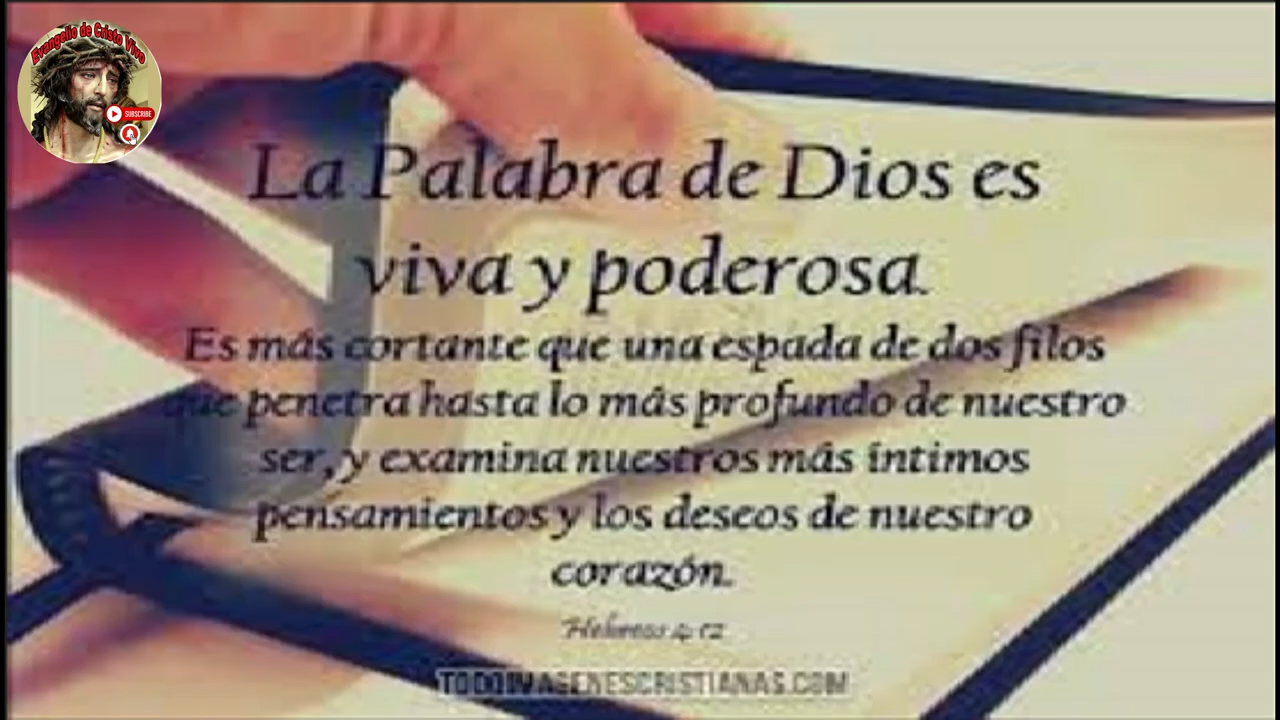 Evangelio de Cristo Vivo
SUBSCRIBE
La Palabra de Dios es
viva y poderosa.
Es más cortante que una espada de dos filos
que penetra hasta lo más profundo de nuestro
ser, y examina nuestros más íntimos
pensamientos y los deseos de nuestro
corazón.
Hebreos 4:12
TODOIMAGENESCRISTIANAS.COM